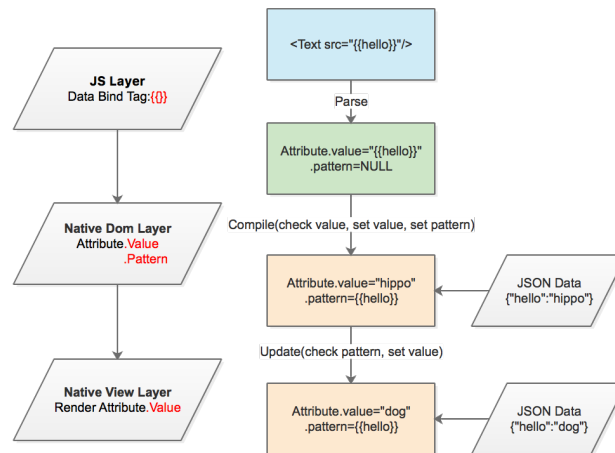 JS Layer
Data Bind Tag:{{}}
Native Dom Layer
Attribute.Value
.Pattern
Native View Layer
Render Attribute.Value
<Text src="{{hello}}"/>
Parse
Attribute.value="{{hello}}"
.pattern=NULL
Compile(check value, set value, set pattern)
Attribute.value="hippo"
.pattern={{hello}}
JSON Data
{"hello":"hippo"}
Update(check pattern, set value)
Attribute.value="dog"
.pattern={{hello}}
JSON Data
{"hello":"dog"}